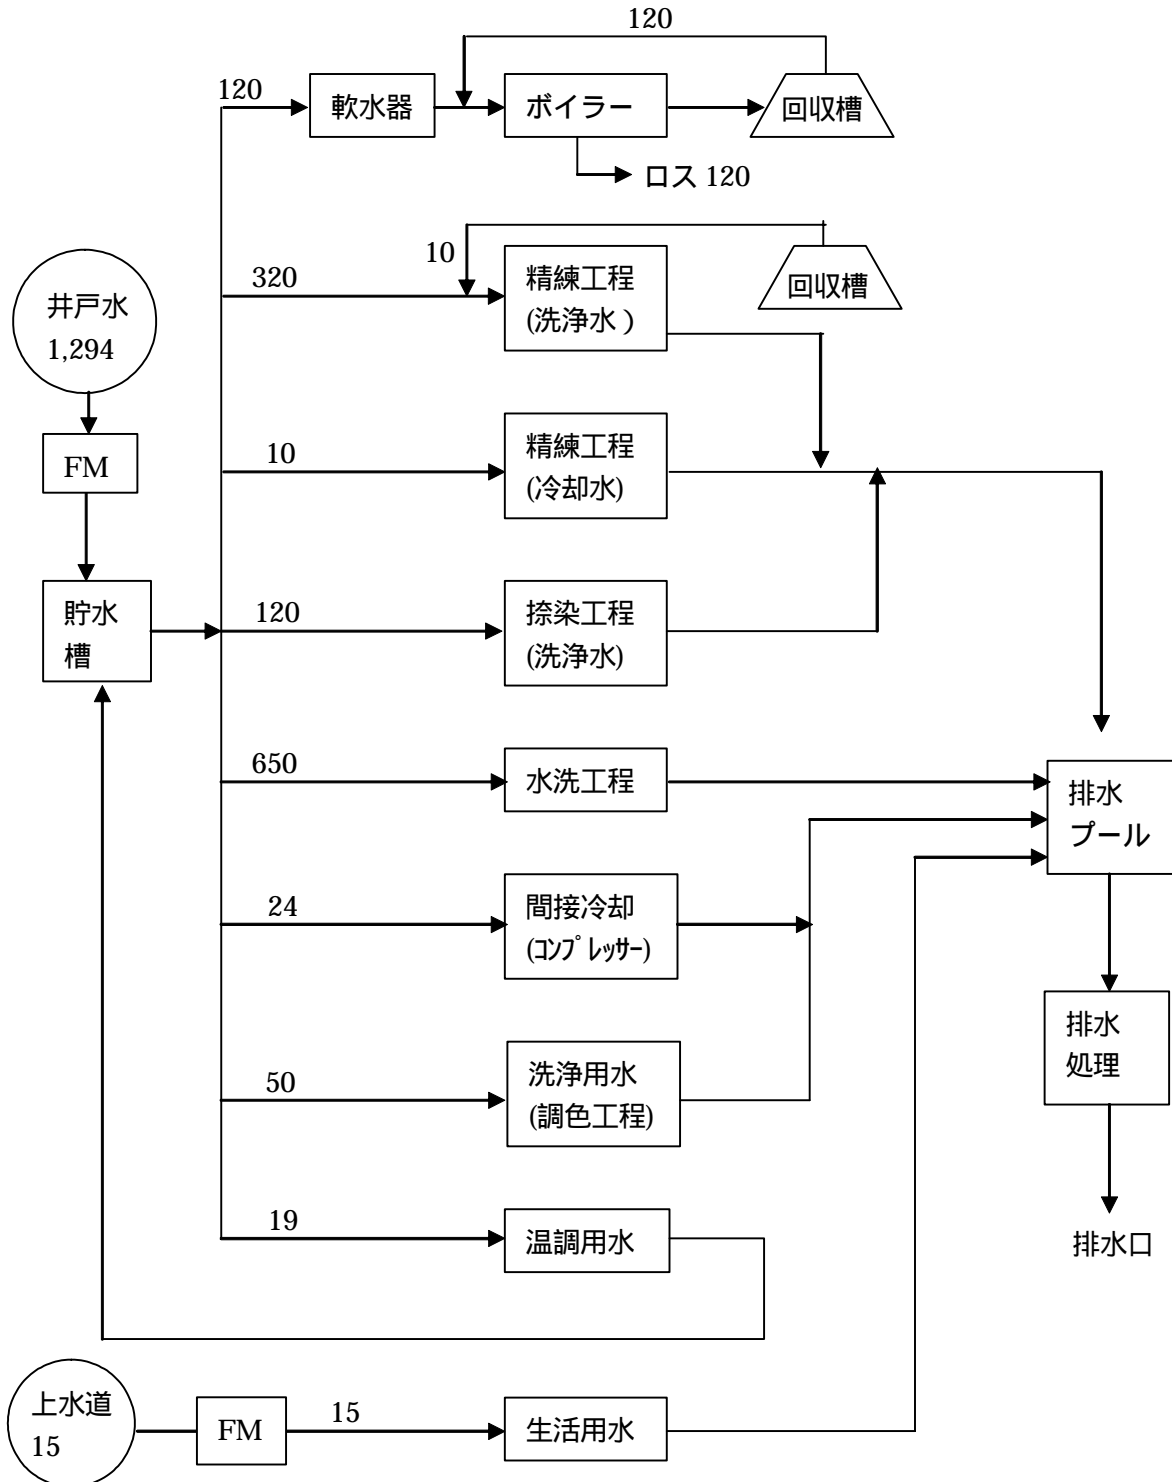 120
120
軟水器
ボイラー
回収槽
ロス 120
10
320
精練工程
(洗浄水 )
回収槽
井戸水
1,294
FM
10
精練工程
(冷却水)
貯水
槽
120
捺染工程
(洗浄水)
650
水洗工程
排水
プール
24
間接冷却
(ｺﾝﾌﾟﾚｯｻｰ)
50
洗浄用水
(調色工程)
排水
処理
19
温調用水
排水口
上水道
15
FM
15
生活用水